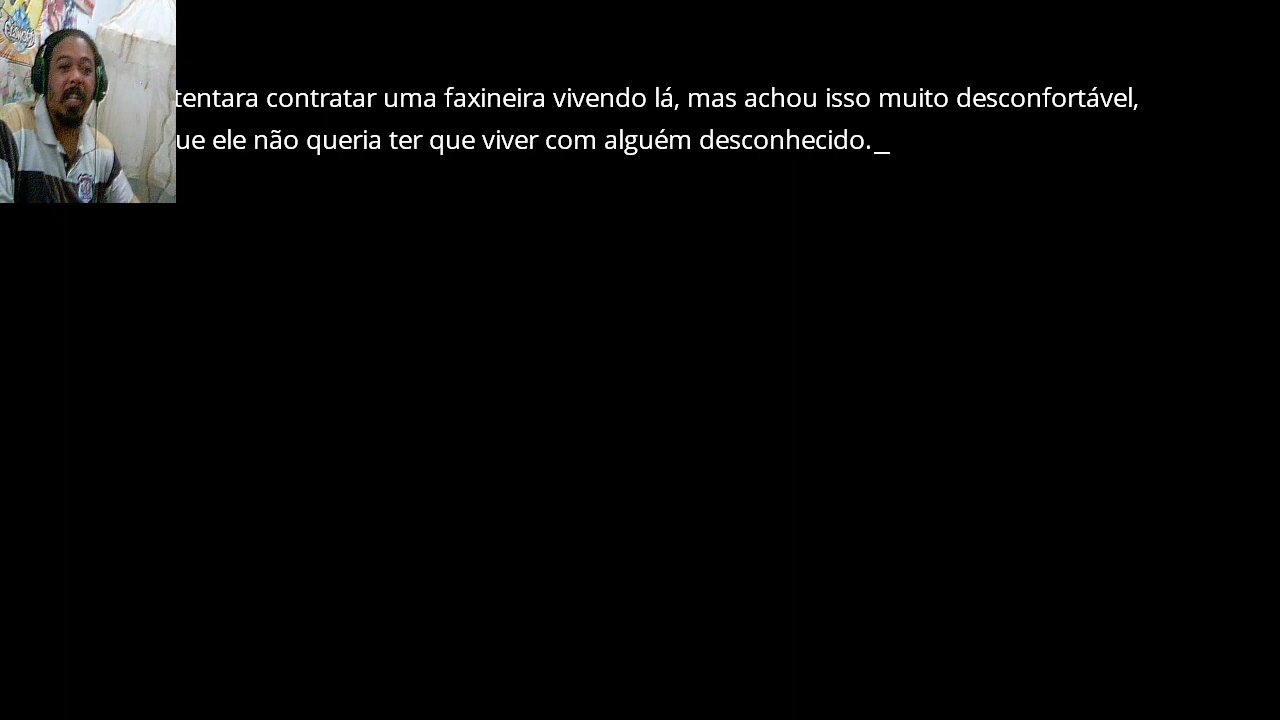 tentara contratar uma faxineira vivendo lá, mas achou isso muito desconfortável,
ue ele não queria ter que viver com alguém desconhecido._